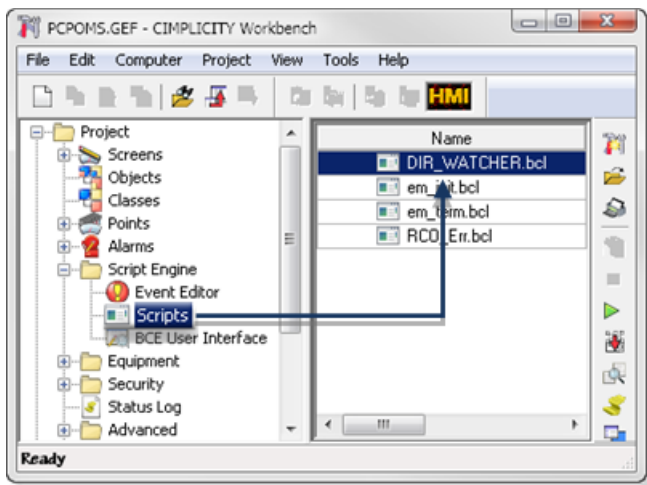 PCPOMS.GEF - CIMPLICITY Workbench
File Edit Computer Project View Tools Help
HMI
Project
Screens
Objects
Classes
Points
Alarms
Script Engine
Event Editor
Scripts
BCE User Interface
Equipment
Security
Status Log
Advanced
Name
DIR_WATCHER.bcl
em_init.bcl
em_term.bcl
RCO_Err.bcl
Ready